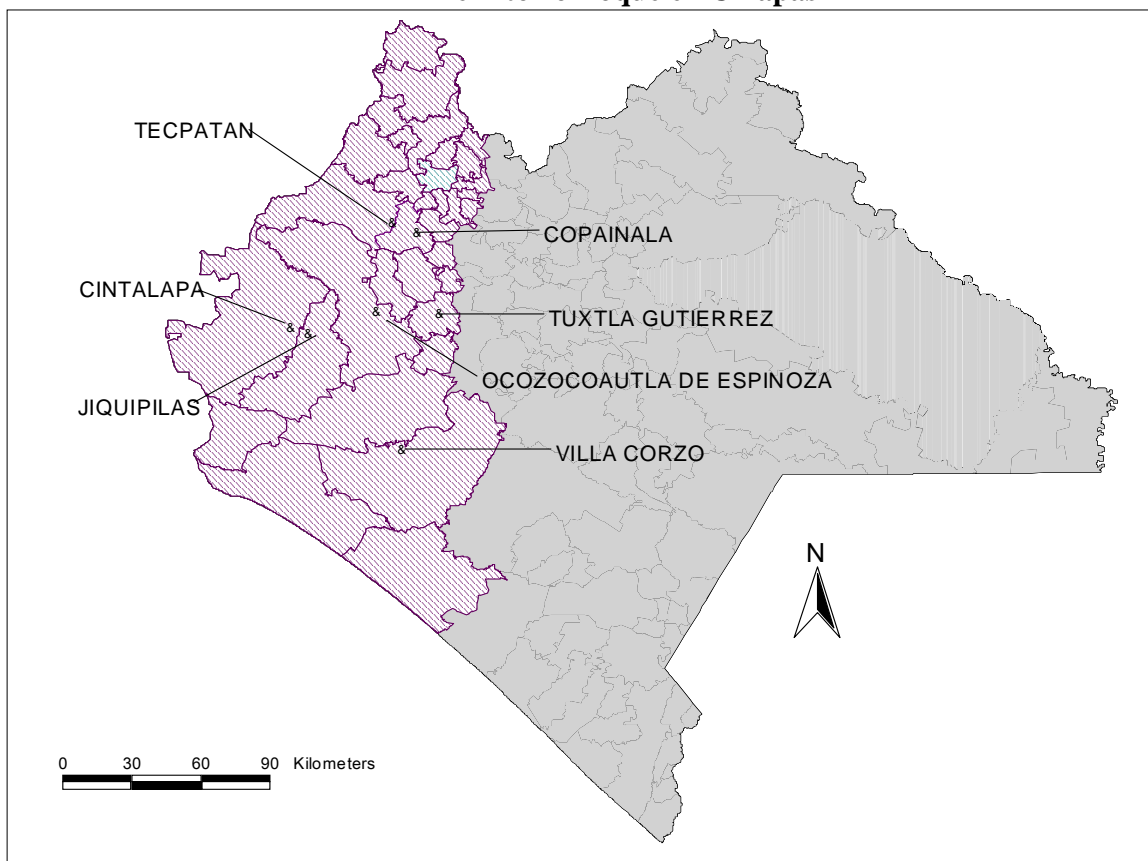 TECPATAN
COPAINALA
CINTALAPA
TUXTLA GUTIERREZ
OCOZOCOAUTLA DE ESPINOZA
JIQUIPILAS
VILLA CORZO
N
0 30 60 90 Kilometers
&
&
&
&
&
&
&